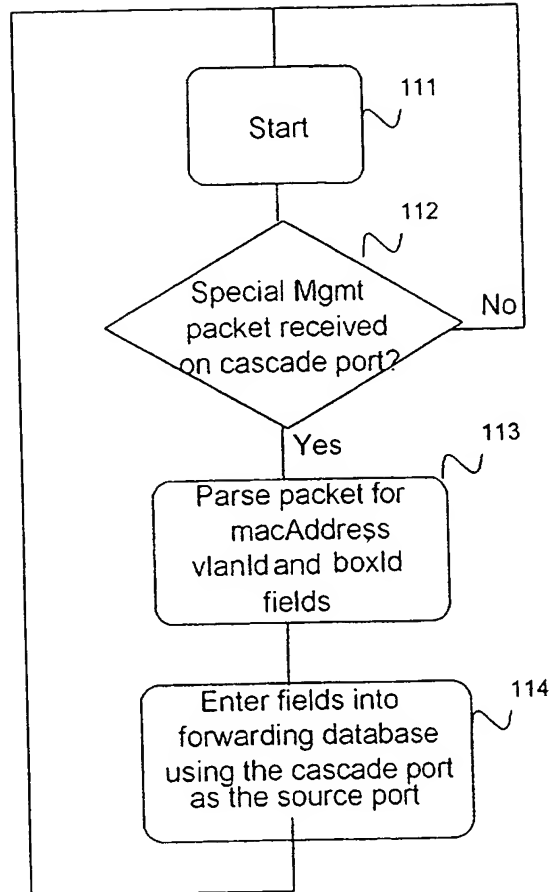 111
Start
112
Special Mgmt
packet received
on cascade port?
No
Yes
113
Parse packet for
macAddress
vlanId and boxId
fields
114
Enter fields into
forwarding database
using the cascade port
as the source port